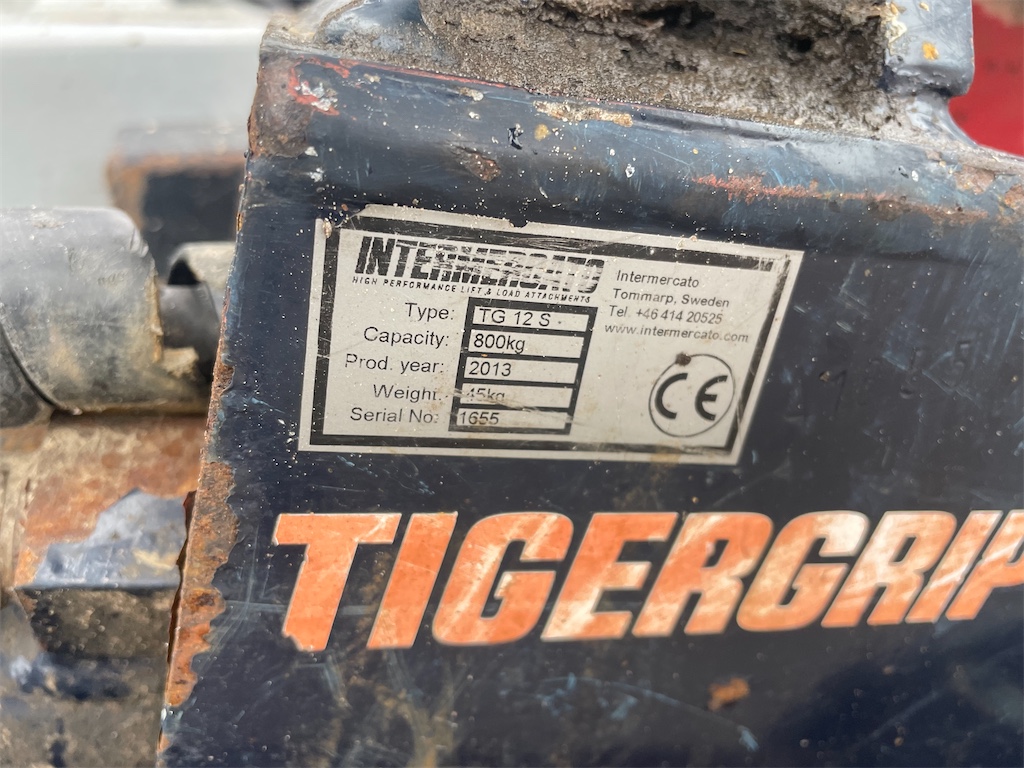 INTERMERCATO
HIGH PERFORMANCE LIFT & LOAD ATTACHMENTS
Type: TG 12 S
Capacity: 800kg
Prod. year: 2013
Weight: 45kg
Serial No: 1655
Intermercato
Tommarp, Sweden
Tel. +46 414 20525
www.intermercato.com
CE
TIGERGRIP